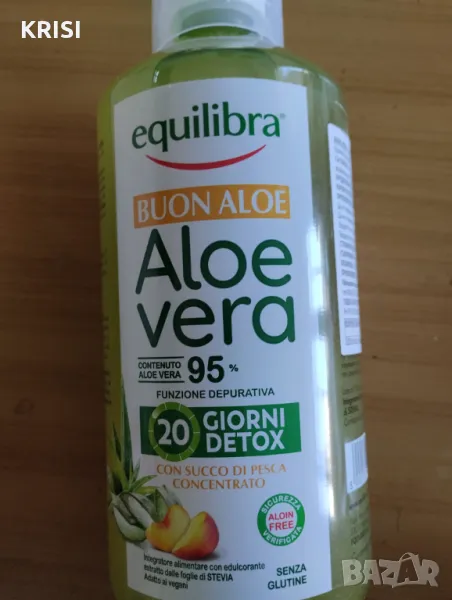 KRISI
equilibra®
BUON ALOE
Aloe
vera
CONTENUTO
ALOE VERA
95%
FUNZIONE DEPURATIVA
20 GIORNI
DETOX
CON SUCCO DI PESCA
CONCENTRATO
SICUREZZA
ALOIN
FREE
VERIFICATA
Integratore alimentare con edulcorante
estratto dalle foglie di STEVIA
Adatto ai vegani
SENZA
GLUTINE
BAZAR